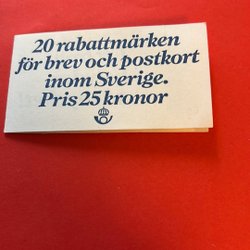 20 rabattmärken
för brev och postkort
inom Sverige.
Pris 25 kronor